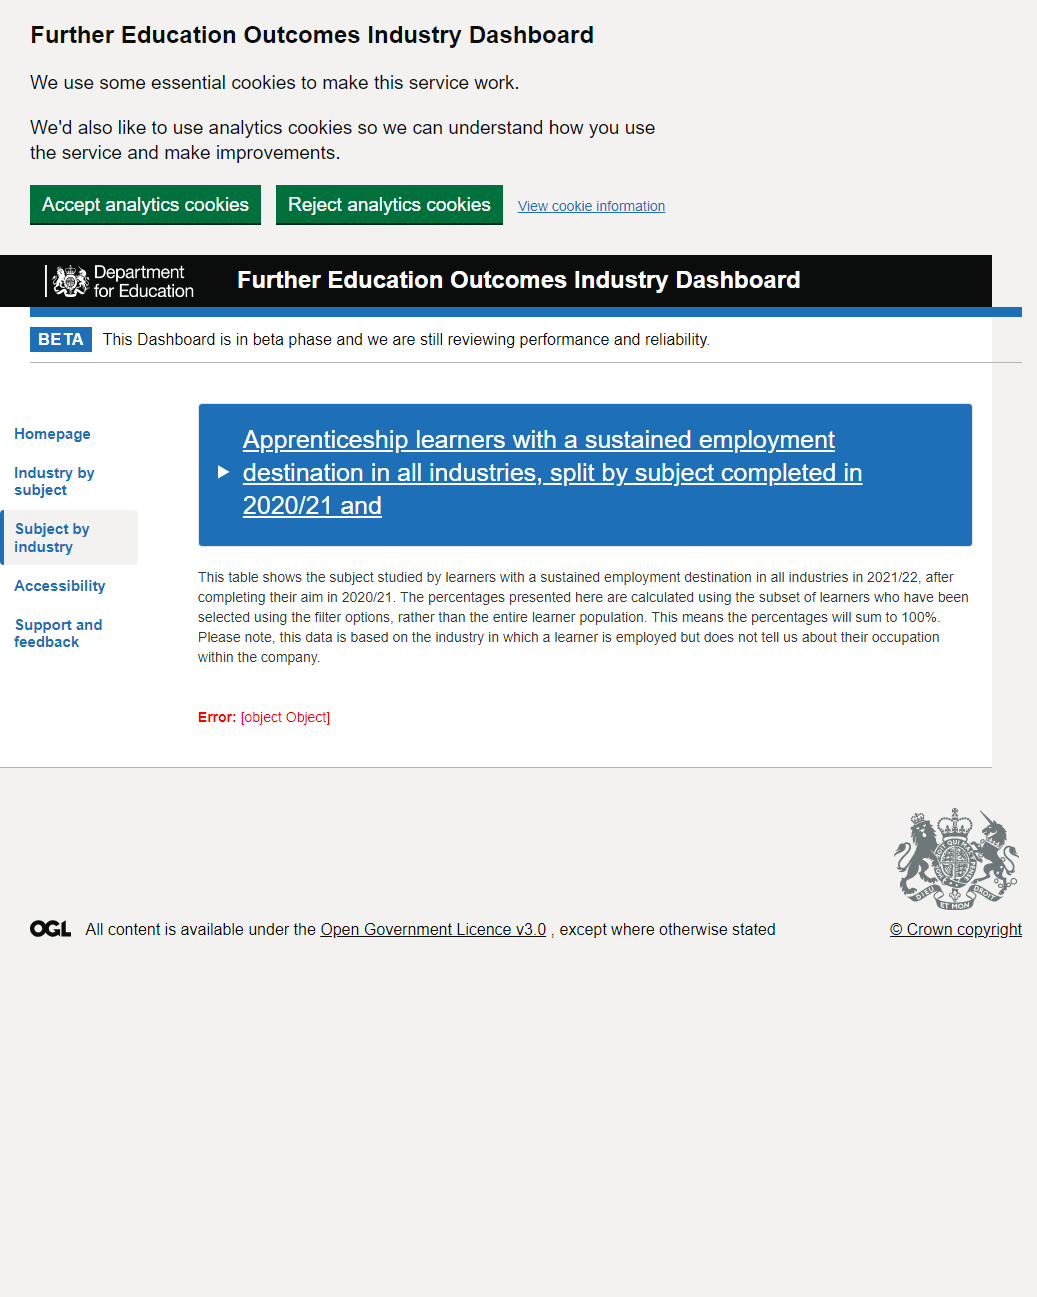 Further Education Outcomes Industry Dashboard
We use some essential cookies to make this service work.
We'd also like to use analytics cookies so we can understand how you use
the service and make improvements.
Accept analytics cookies Reject analytics cookies View cookie information
Department
for Education
Further Education Outcomes Industry Dashboard
BETA This Dashboard is in beta phase and we are still reviewing performance and reliability.
Homepage
Industry by
subject
Subject by
industry
Accessibility
Support and
feedback
Apprenticeship learners with a sustained employment
destination in all industries, split by subject completed in
2020/21 and
This table shows the subject studied by learners with a sustained employment destination in all industries in 2021/22, after
completing their aim in 2020/21. The percentages presented here are calculated using the subset of learners who have been
selected using the filter options, rather than the entire learner population. This means the percentages will sum to 100%.
Please note, this data is based on the industry in which a learner is employed but does not tell us about their occupation
within the company.
Error: [object Object]
DIEU ET MON DROIT
OGL All content is available under the Open Government Licence v3.0 , except where otherwise stated
© Crown copyright